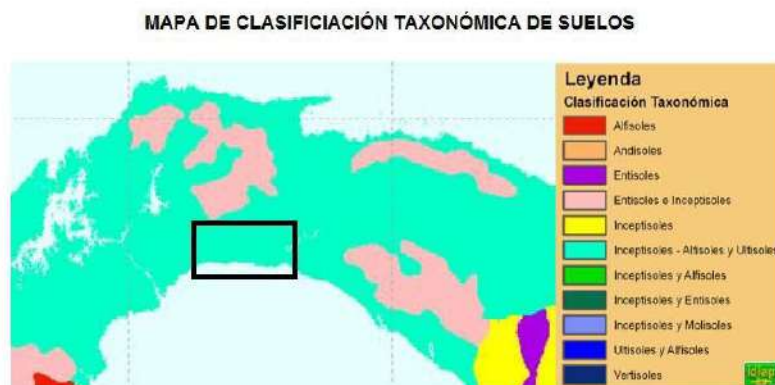 MAPA DE CLASIFICIACIÓN TAXONÓMICA DE SUELOS
Leyenda
Clasificación Taxonómica
Alfisoles
Andisoles
Entisoles
Entisoles e Inceptisoles
Inceptisoles
Inceptisoles - Alfisoles y Ultisoles
Inceptisoles y Alfisoles
Inceptisoles y Entisoles
Inceptisoles y Molisoles
Ultisoles y Alfisoles
Vertisoles